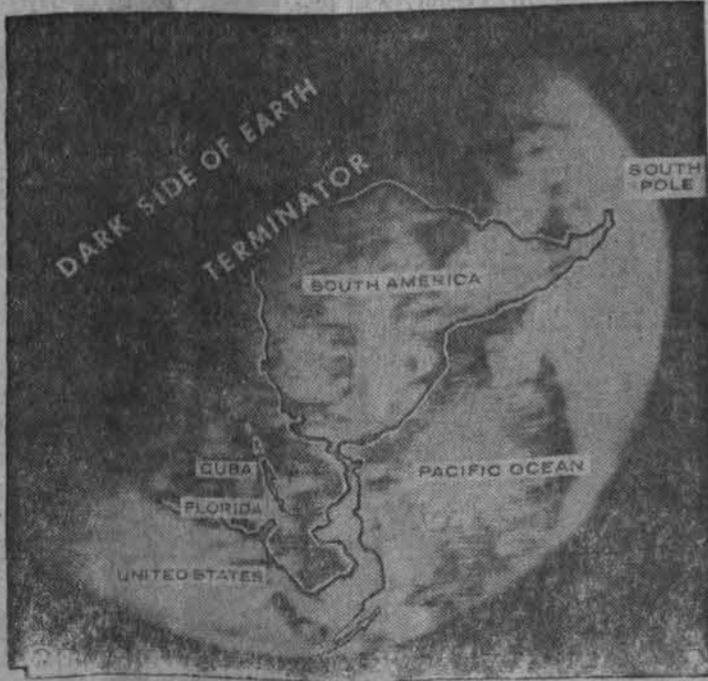 DARK SIDE OF EARTH
TERMINATOR
SOUTH
POLE
SOUTH AMERICA
CUBA
PACIFIC OCEAN
FLORIDA
UNITED STATES